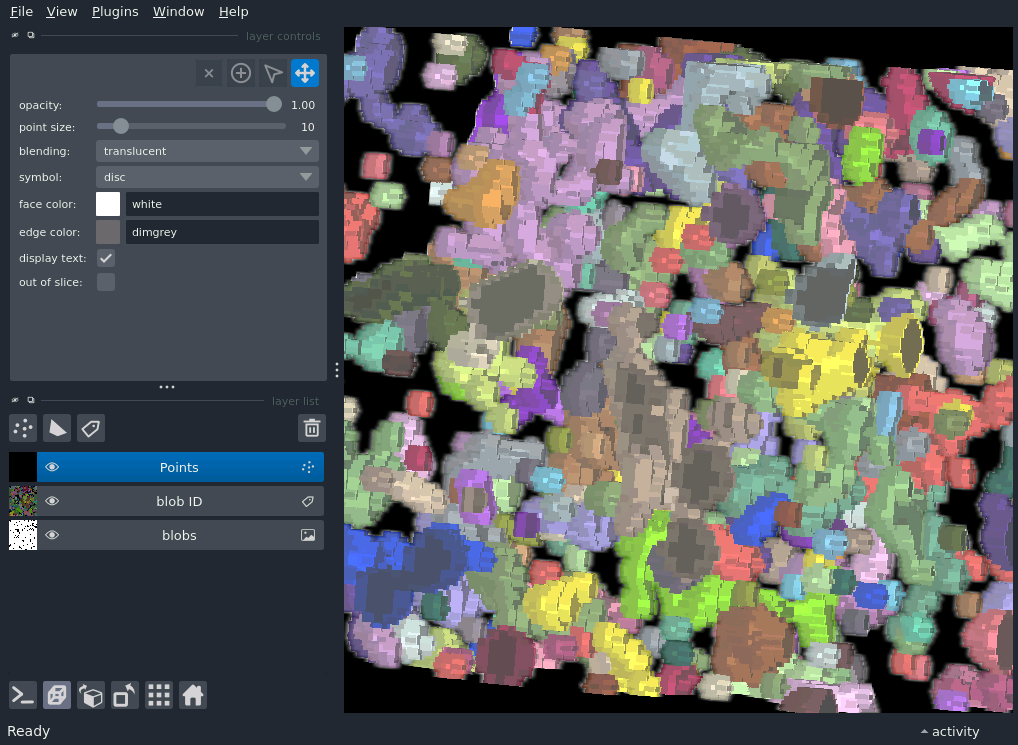 File View Plugins Window Help
layer controls
opacity: 1.00
point size: 10
blending: translucent
symbol: disc
face color: white
edge color: dimgrey
display text:
out of slice:
layer list
Points
blob ID
blobs
Ready
activity